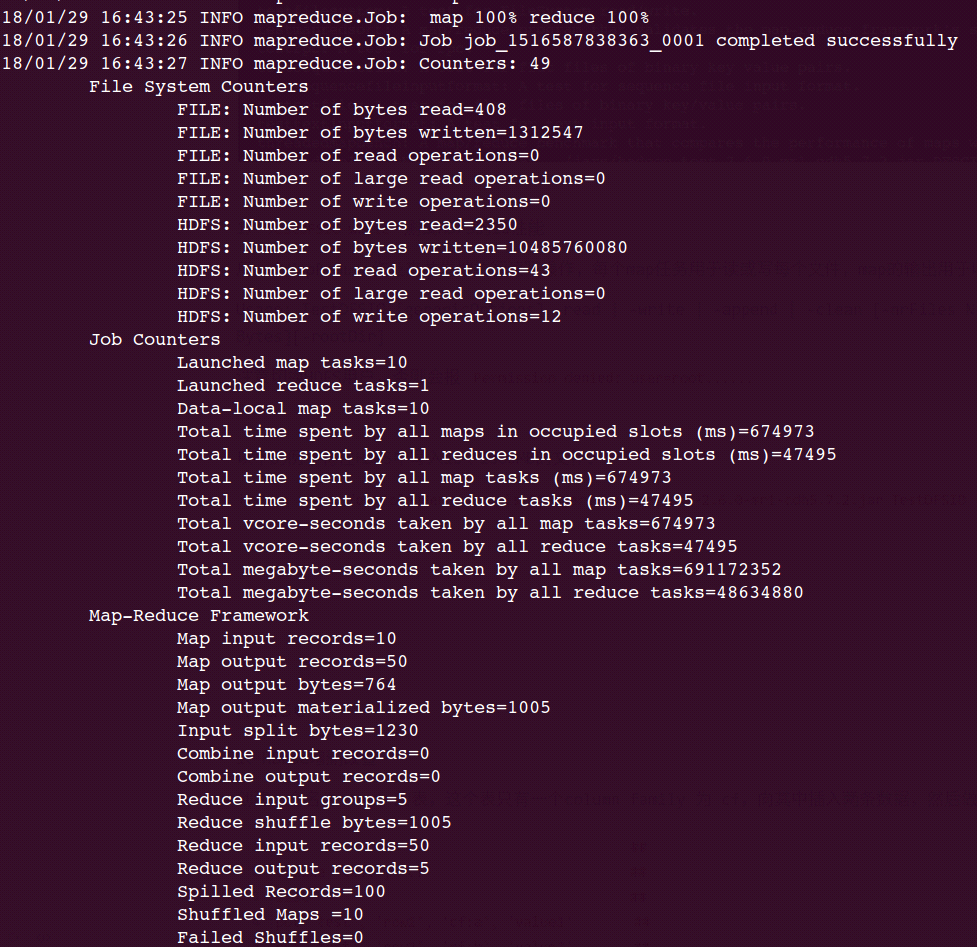 18/01/29 16:43:25 INFO mapreduce.Job:  map 100% reduce 100%
18/01/29 16:43:26 INFO mapreduce.Job: Job job_1516587838363_0001 completed successfully
18/01/29 16:43:27 INFO mapreduce.Job: Counters: 49
File System Counters
FILE: Number of bytes read=408
FILE: Number of bytes written=1312547
FILE: Number of read operations=0
FILE: Number of large read operations=0
FILE: Number of write operations=0
HDFS: Number of bytes read=2350
HDFS: Number of bytes written=10485760080
HDFS: Number of read operations=43
HDFS: Number of large read operations=0
HDFS: Number of write operations=12
Job Counters
Launched map tasks=10
Launched reduce tasks=1
Data-local map tasks=10
Total time spent by all maps in occupied slots (ms)=674973
Total time spent by all reduces in occupied slots (ms)=47495
Total time spent by all map tasks (ms)=674973
Total time spent by all reduce tasks (ms)=47495
Total vcore-seconds taken by all map tasks=674973
Total vcore-seconds taken by all reduce tasks=47495
Total megabyte-seconds taken by all map tasks=691172352
Total megabyte-seconds taken by all reduce tasks=48634880
Map-Reduce Framework
Map input records=10
Map output records=50
Map output bytes=764
Map output materialized bytes=1005
Input split bytes=1230
Combine input records=0
Combine output records=0
Reduce input groups=5
Reduce shuffle bytes=1005
Reduce input records=50
Reduce output records=5
Spilled Records=100
Shuffled Maps =10
Failed Shuffles=0